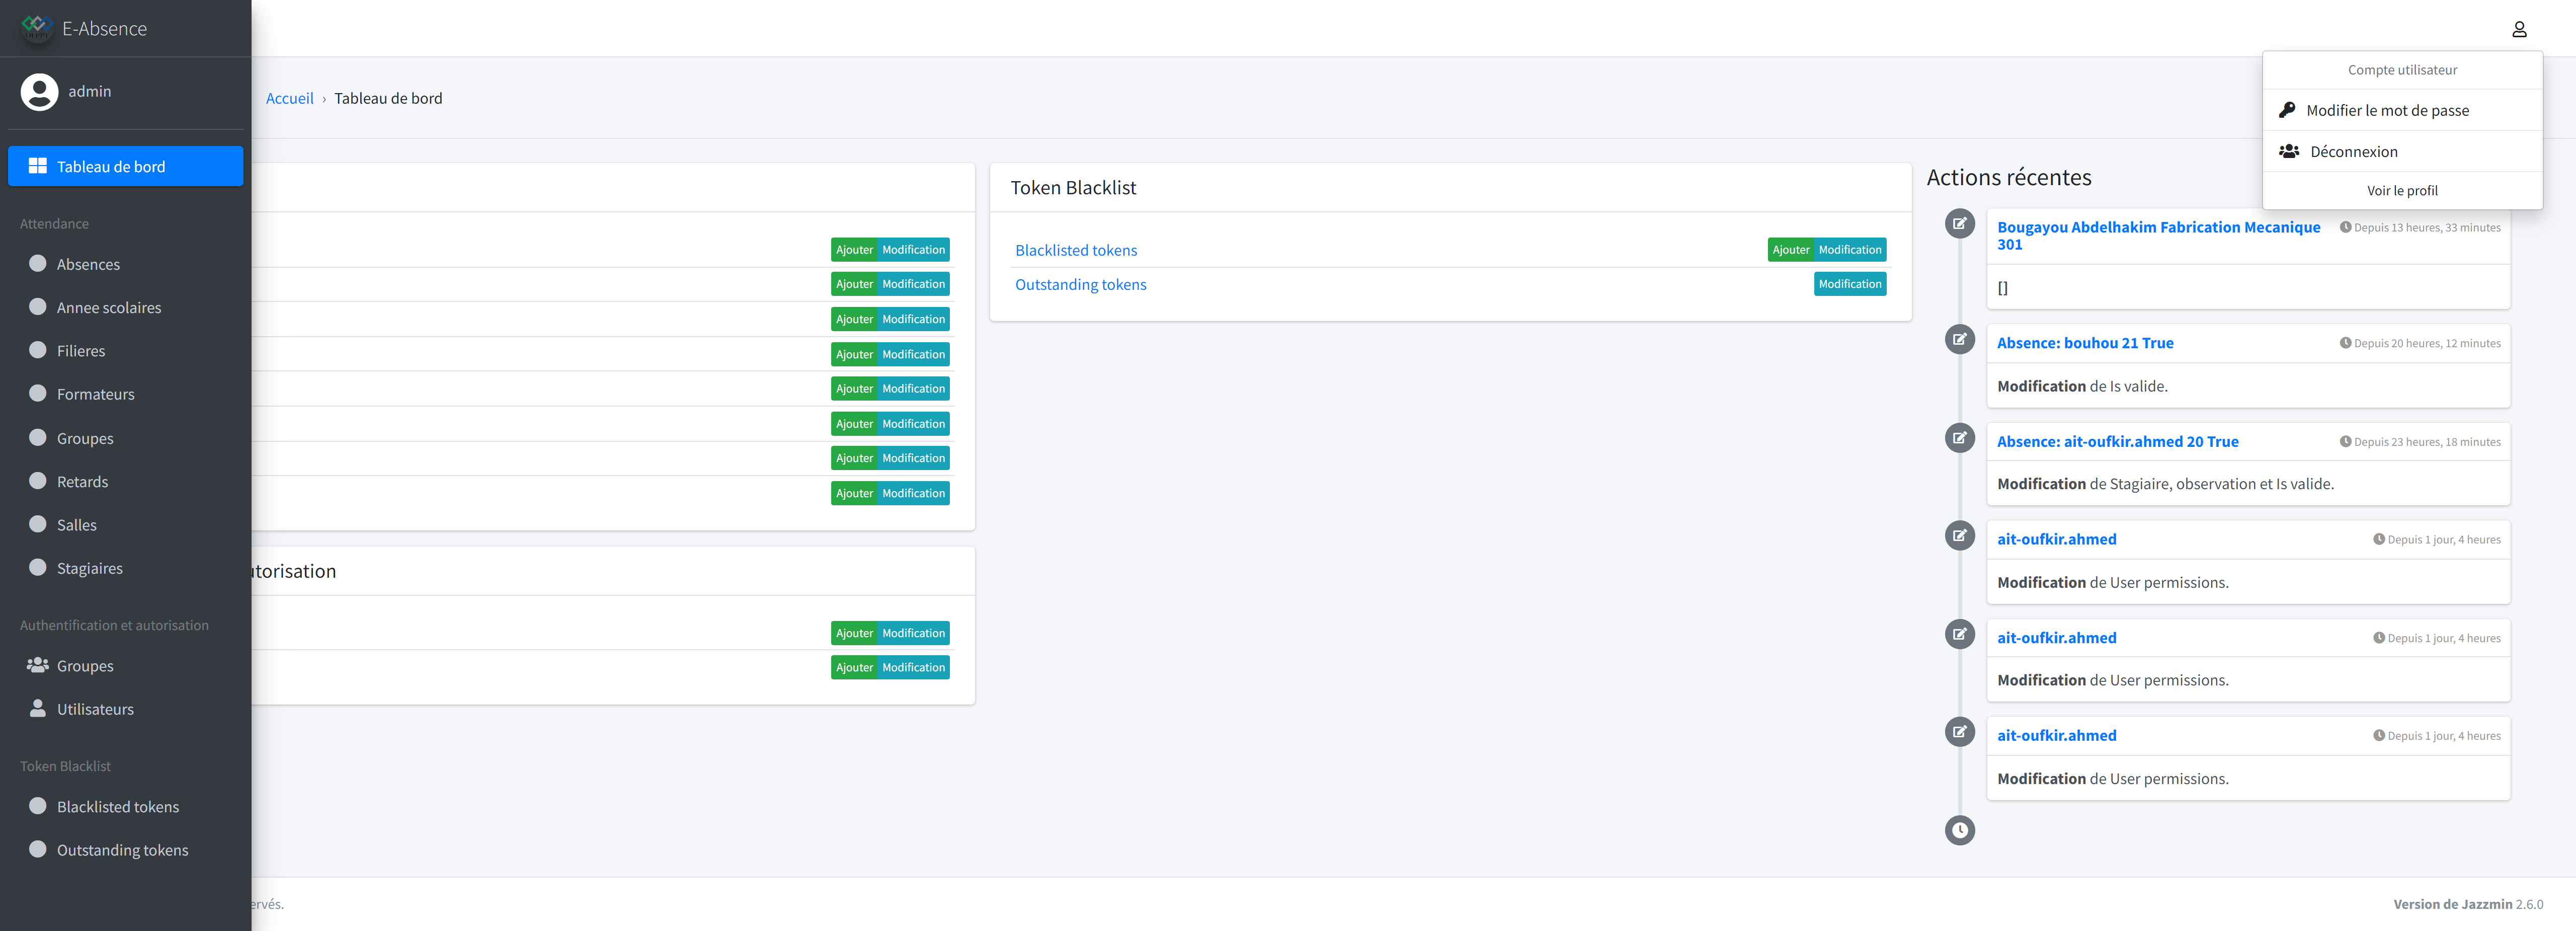 E-Absence
admin
Tableau de bord
Attendance
Absences
Annee scolaires
Filieres
Formateurs
Groupes
Retards
Salles
Stagiaires
Authentification et autorisation
Groupes
Utilisateurs
Token Blacklist
Blacklisted tokens
Outstanding tokens
Accueil › Tableau de bord
Ajouter Modification
Ajouter Modification
Ajouter Modification
Ajouter Modification
Ajouter Modification
Ajouter Modification
Ajouter Modification
Ajouter Modification
utorisation
Ajouter Modification
Ajouter Modification
Token Blacklist
Blacklisted tokens Ajouter Modification
Outstanding tokens Modification
Compte utilisateur
Modifier le mot de passe
Déconnexion
Voir le profil
Actions récentes
Bougayou Abdelhakim Fabrication Mecanique
301
Depuis 13 heures, 33 minutes
[]
Absence: bouhou 21 True Depuis 20 heures, 12 minutes
Modification de Is valide.
Absence: ait-oufkir.ahmed 20 True Depuis 23 heures, 18 minutes
Modification de Stagiaire, observation et Is valide.
ait-oufkir.ahmed Depuis 1 jour, 4 heures
Modification de User permissions.
ait-oufkir.ahmed Depuis 1 jour, 4 heures
Modification de User permissions.
ait-oufkir.ahmed Depuis 1 jour, 4 heures
Modification de User permissions.
ervés.
Version de Jazzmin 2.6.0